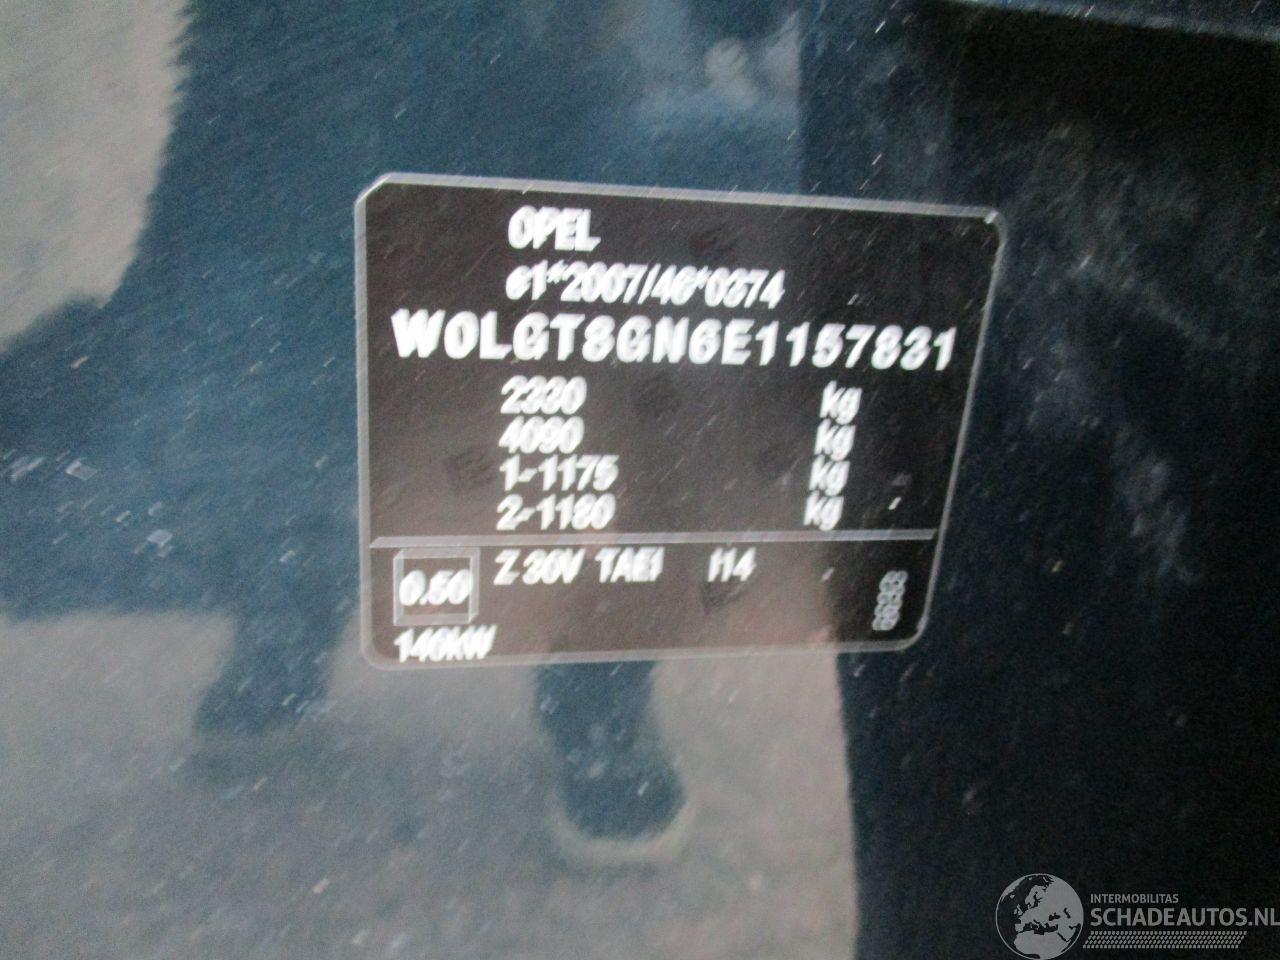 OPEL
e1*2007/46*0374
W0LGT8GN6E1157831
2330 kg
4090 kg
1-1175 kg
2-1180 kg
0.50
Z 30V TAEI I14
140kW
INTERMOBILITAS
SCHADEAUTOS.NL